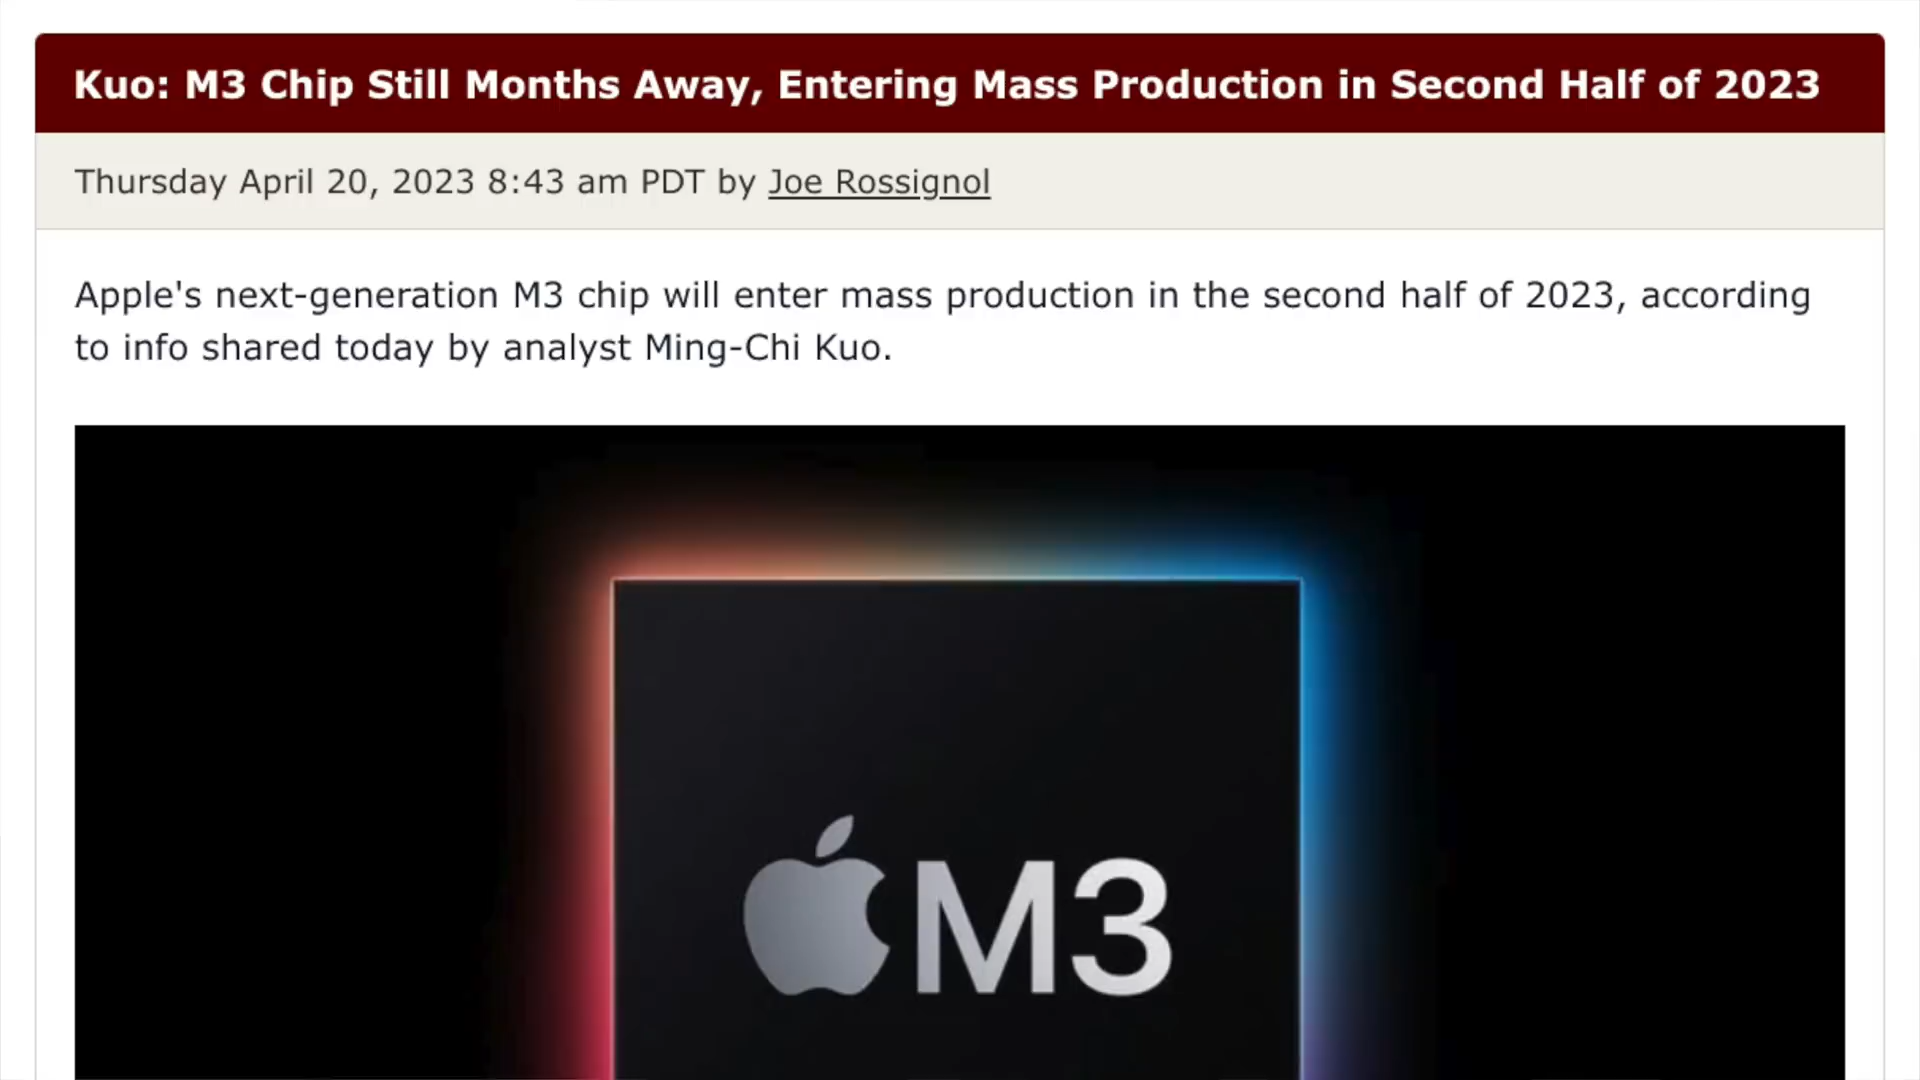 Kuo: M3 Chip Still Months Away, Entering Mass Production in Second Half of 2023
Thursday April 20, 2023 8:43 am PDT by Joe Rossignol
Apple's next-generation M3 chip will enter mass production in the second half of 2023, according
to info shared today by analyst Ming-Chi Kuo.
M3